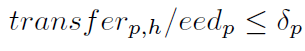 transfer_{p,h}/eed_p ≤ δ_p